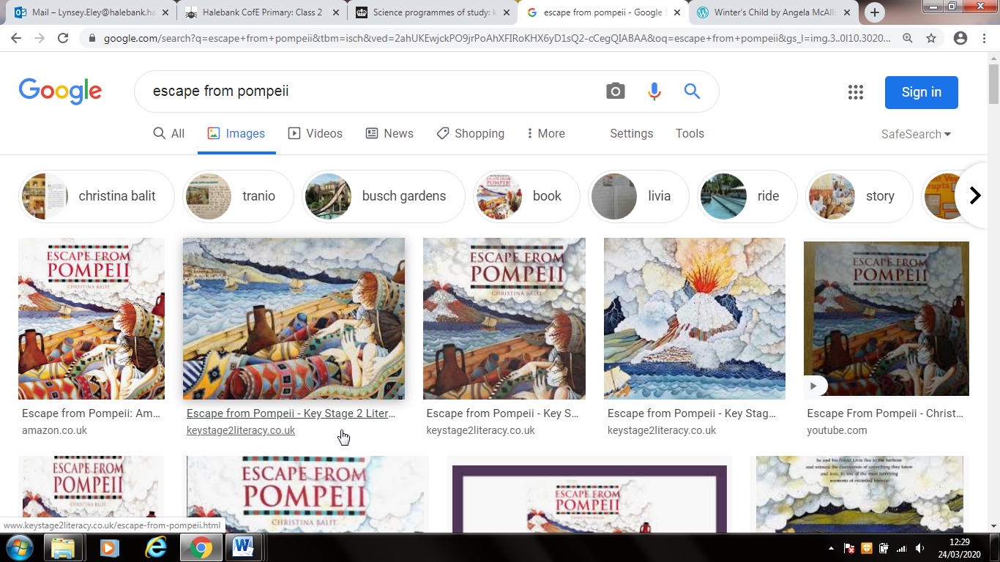 Mail – Lynsey.Eley@halebank.ha
Halebank CofE Primary: Class 2
Science programmes of study: k
escape from pompeii - Google S
Winter's Child by Angela McAlli
google.com/search?q=escape+from+pompeii&tbm=isch&ved=2ahUKEwjckPO9jrPoAhXFIRoKHX6yD1sQ2-cCegQIABAA&oq=escape+from+pompeii&gs_l=img.3..0l10.3020...
Google
escape from pompeii
Sign in
All Images Videos News Shopping More Settings Tools SafeSearch
christina balit tranio busch gardens book livia ride story
ESCAPE FROM
POMPEII
CHRISTINA BALIT
ESCAPE FROM
POMPEII
CHRISTINA BALIT
ESCAPE FROM
POMPEII
CHRISTINA BALIT
Escape from Pompeii: Am...
amazon.co.uk
Escape from Pompeii - Key Stage 2 Liter...
keystage2literacy.co.uk
Escape from Pompeii - Key S...
keystage2literacy.co.uk
Escape from Pompeii - Key Stag...
keystage2literacy.co.uk
Escape From Pompeii - Christ...
youtube.com
ESCAPE FROM
POMPEII
CHRISTINA BALIT
ESCAPE FROM
POMPEII
CHRISTINA BALIT
ESCAPE FROM
POMPEII
he and his friend Livia flee to the harbour
and witness the destruction of everything they know
and love, in one of the most terrifying
moments of recorded history.
www.keystage2literacy.co.uk/escape-from-pompeii.html
12:29
24/03/2020